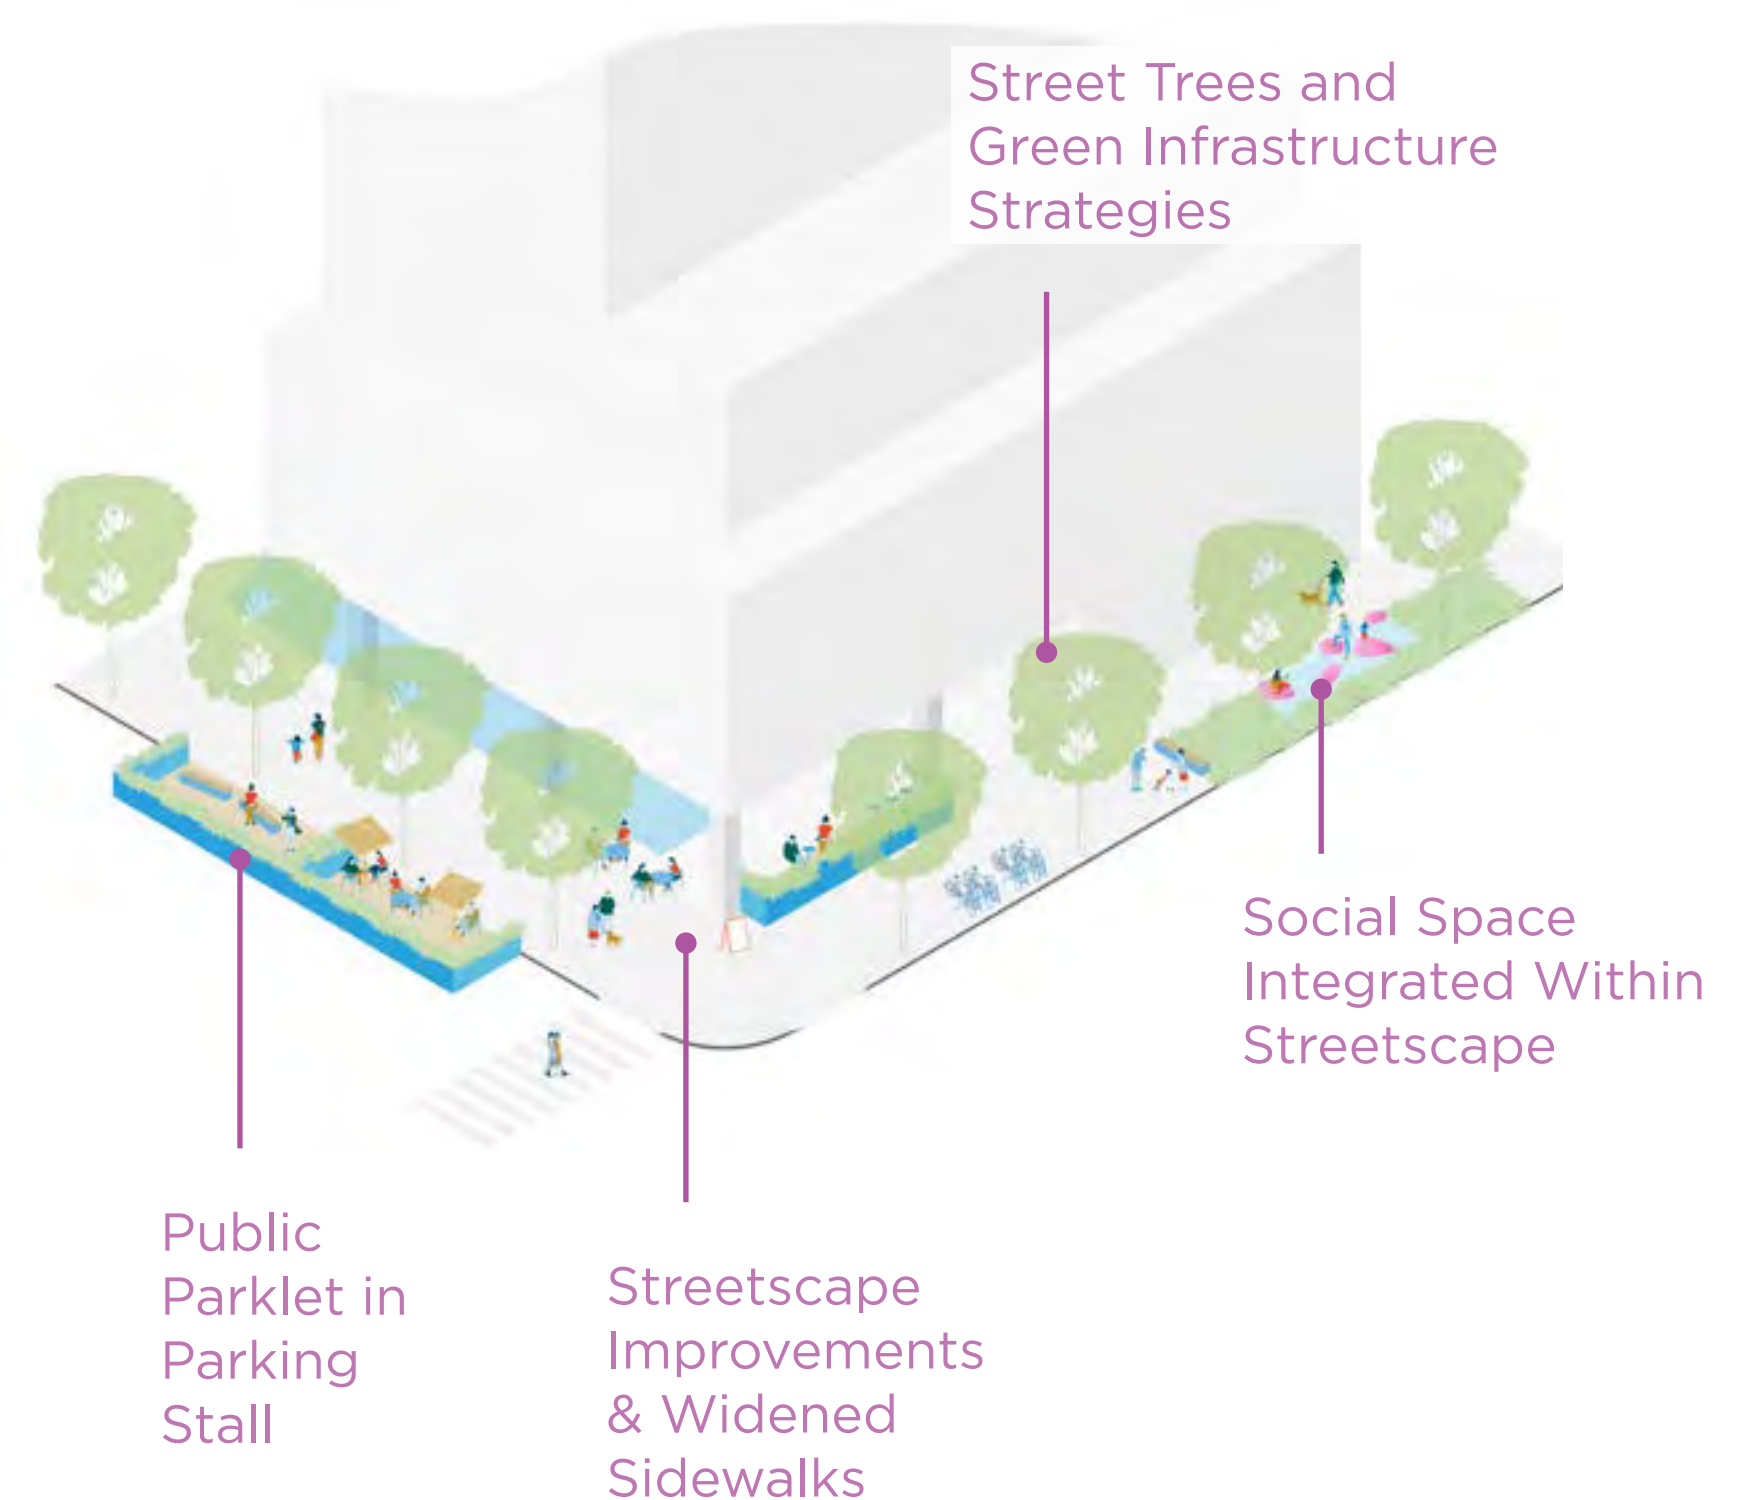 Street Trees and
Green Infrastructure
Strategies
Social Space
Integrated Within
Streetscape
Public
Parklet in
Parking
Stall
Streetscape
Improvements
& Widened
Sidewalks